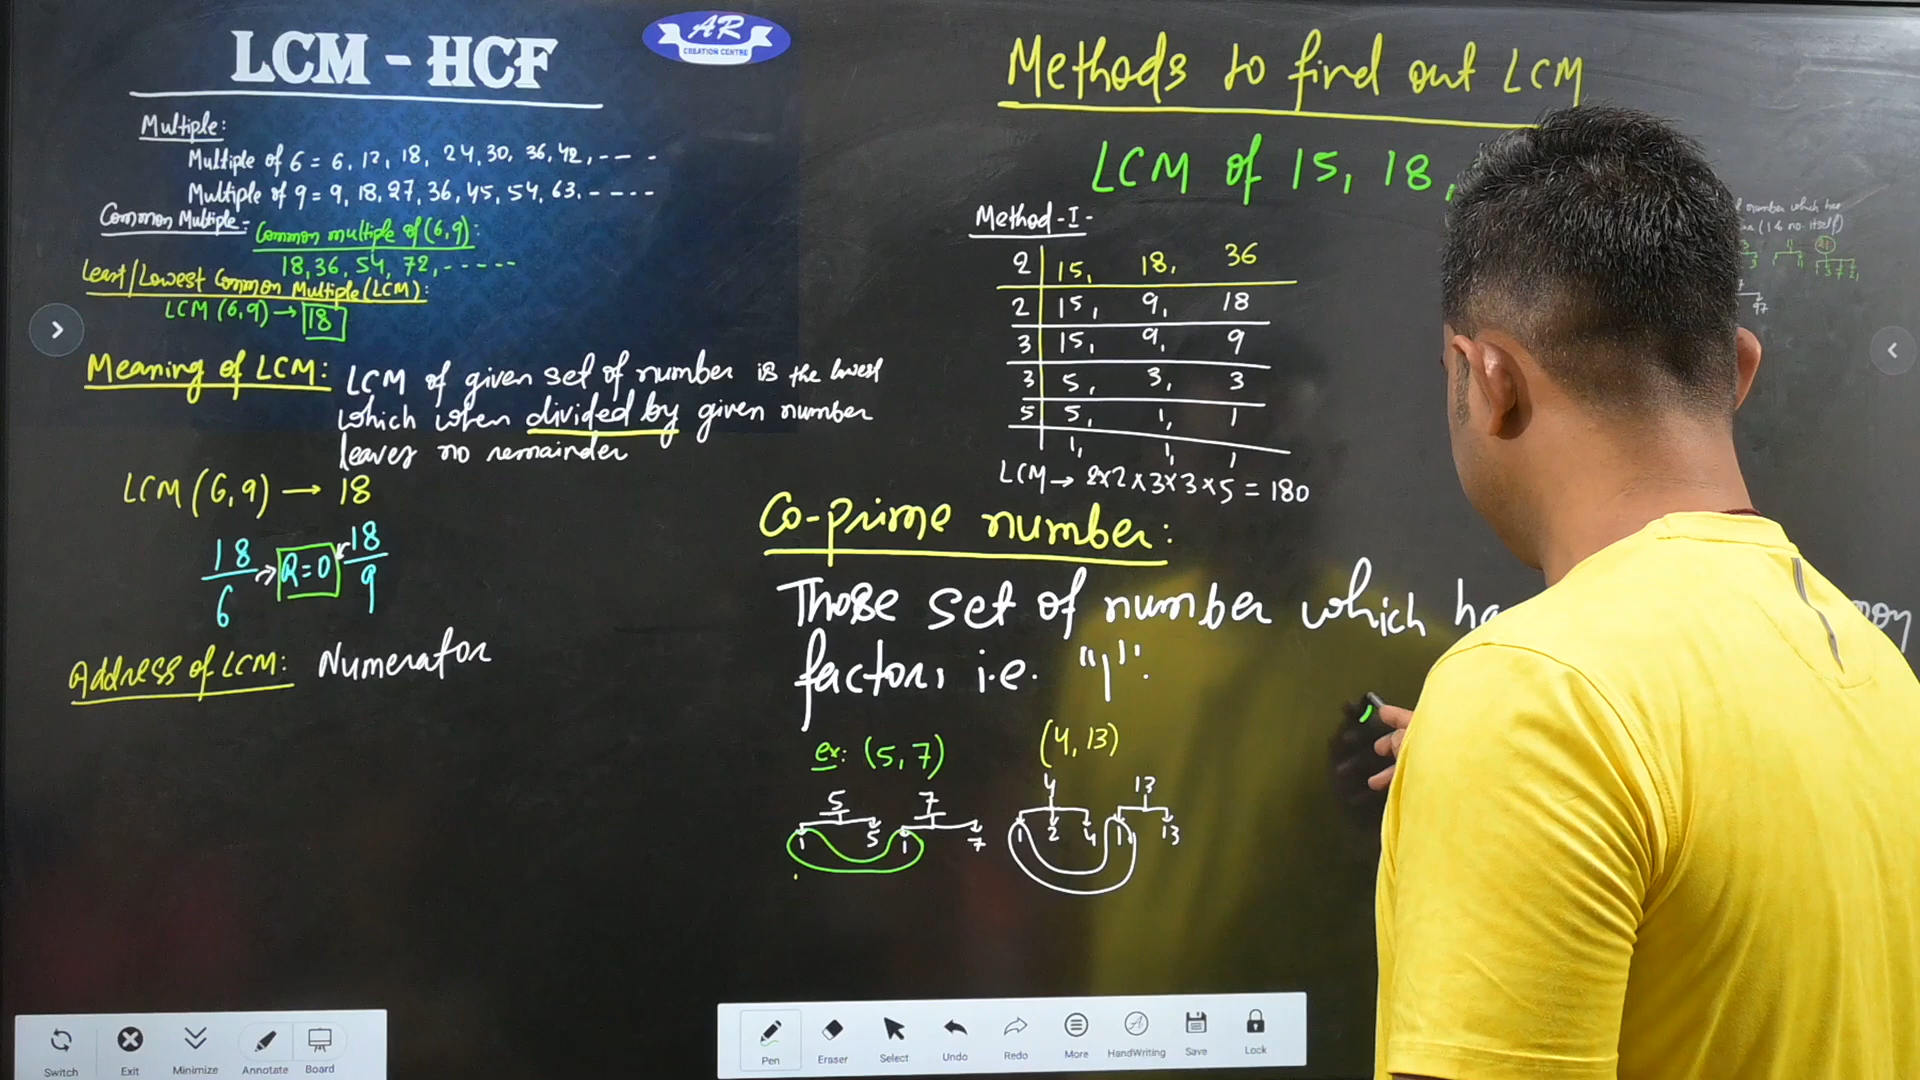 LCM - HCF
AR
CREATION CENTRE
Multiple:
Multiple of 6 = 6, 12, 18, 24, 30, 36, 42, - - - -
Multiple of 9 = 9, 18, 27, 36, 45, 54, 63, - - - -
Common Multiple:-
Common multiple of (6,9):
18, 36, 54, 72, - - - - -
Least/Lowest Common Multiple (LCM):
LCM (6,9) → 18
Meaning of LCM: LCM of given set of number is the lowest
which when divided by given number
leaves no remainder
LCM (6,9) → 18
18/6 → R=0 ← 18/9
Address of LCM: Numerator
Methods to find out LCM
LCM of 15, 18,
Method-I-
2 | 15, 18, 36
2 | 15, 9, 18
3 | 15, 9, 9
3 | 5, 3, 3
5 | 5, 1, 1
1, 1, 1
LCM → 2×2×3×3×5 = 180
Co-prime number:
Those set of number which
factor, i.e. "1".
ex: (5,7) (4,13)
5 7 4 13
1 5 1 7 1 2 4 1 13
number which has
(1 & no. itself)
97
Switch Exit Minimize Annotate Board
Pen Eraser Select Undo Redo More HandWriting Save Lock